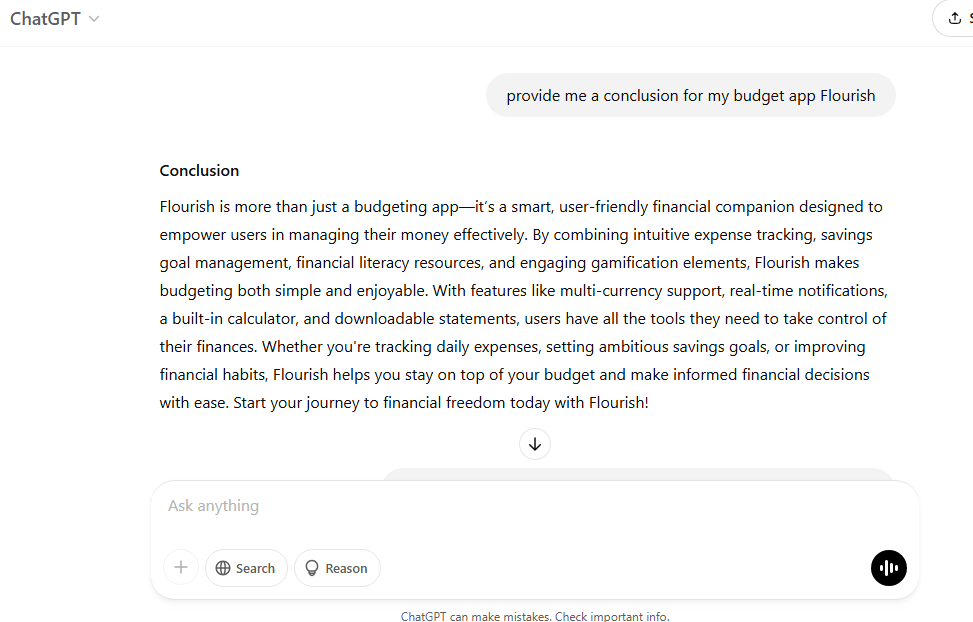 ChatGPT
provide me a conclusion for my budget app Flourish
Conclusion
Flourish is more than just a budgeting app—it's a smart, user-friendly financial companion designed to
empower users in managing their money effectively. By combining intuitive expense tracking, savings
goal management, financial literacy resources, and engaging gamification elements, Flourish makes
budgeting both simple and enjoyable. With features like multi-currency support, real-time notifications,
a built-in calculator, and downloadable statements, users have all the tools they need to take control of
their finances. Whether you're tracking daily expenses, setting ambitious savings goals, or improving
financial habits, Flourish helps you stay on top of your budget and make informed financial decisions
with ease. Start your journey to financial freedom today with Flourish!
Ask anything
Search
Reason
ChatGPT can make mistakes. Check important info.